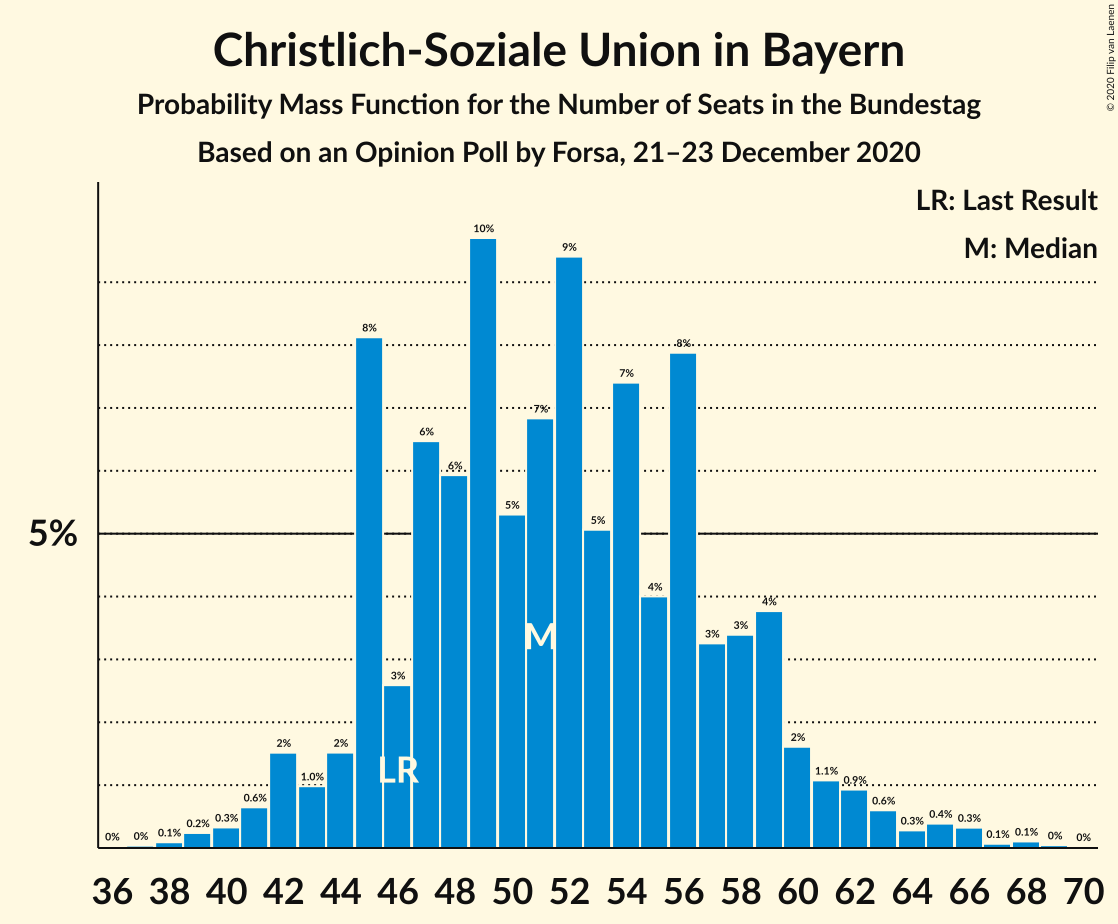 Christlich-Soziale Union in Bayern
Probability Mass Function for the Number of Seats in the Bundestag
Based on an Opinion Poll by Forsa, 21–23 December 2020
© 2020 Filip van Laenen
LR: Last Result
M: Median
5%
0% 0% 0.1% 0.2% 0.3% 0.6% 2% 1.0% 2% 8% 3% 6% 6% 10% 5% 7% 9% 5% 7% 4% 8% 3% 3% 4% 2% 1.1% 0.9% 0.6% 0.3% 0.4% 0.3% 0.1% 0.1% 0% 0%
M
LR
36 38 40 42 44 46 48 50 52 54 56 58 60 62 64 66 68 70